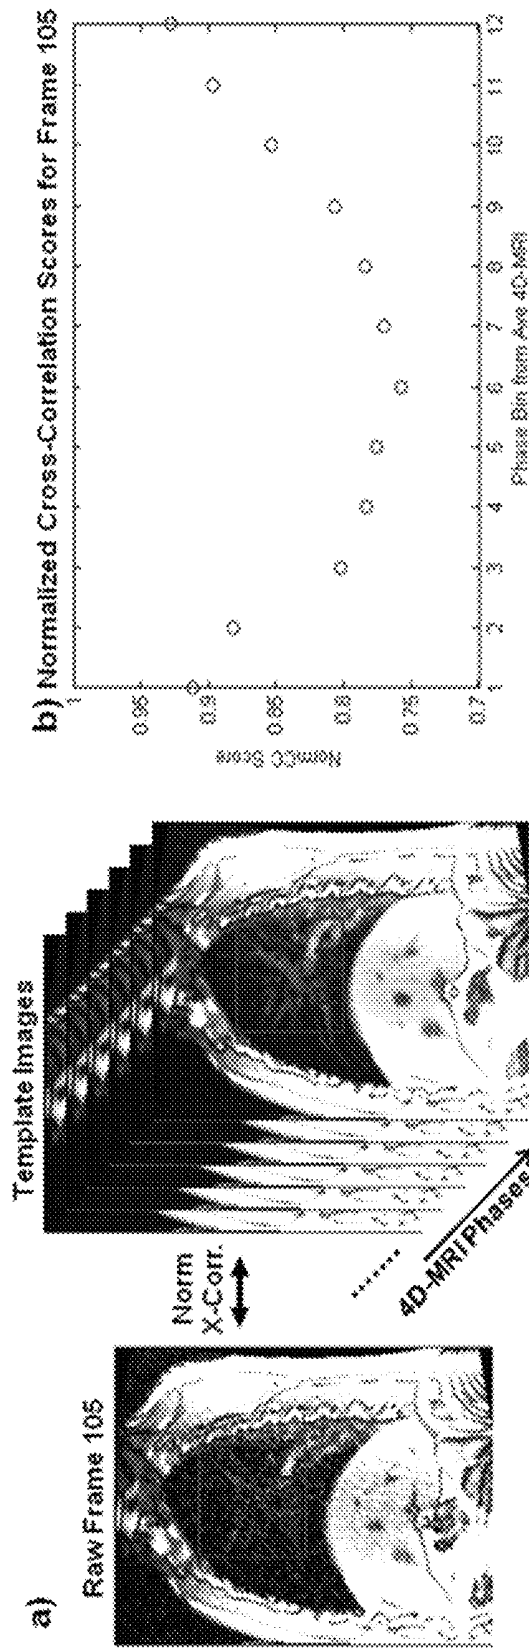 a)
Raw Frame 105
Norm
X-Corr.
Template Images
4D-MRI Phases
b) Normalized Cross-Correlation Scores for Frame 105
NormCC Score
1
0.95
0.9
0.85
0.8
0.75
0.7
1 2 3 4 5 6 7 8 9 10 11 12
Phase Bin from Ave 4D-MRI